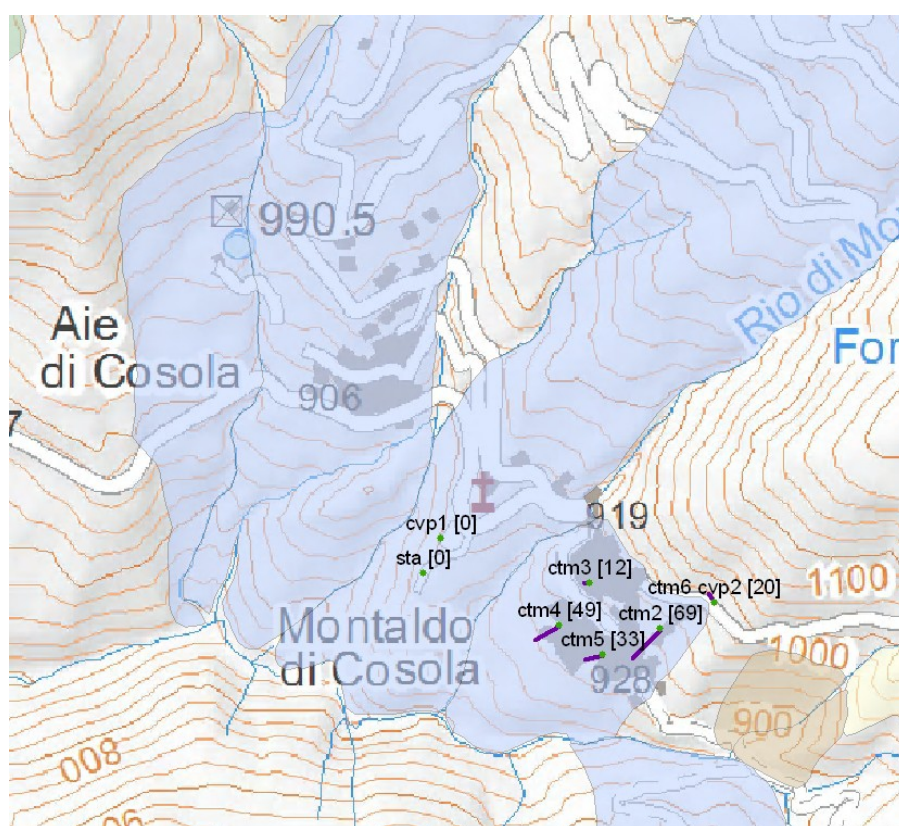 990.5
Aie
di Cosola
Rio di Mo
For
906
7
919
cvp1 [0]
sta [0]
ctm3 [12]
ctm6 cvp2 [20]
1100
ctm4 [49]
ctm2 [69]
Montaldo
di Cosola
ctm5 [33]
1000
928
900
008